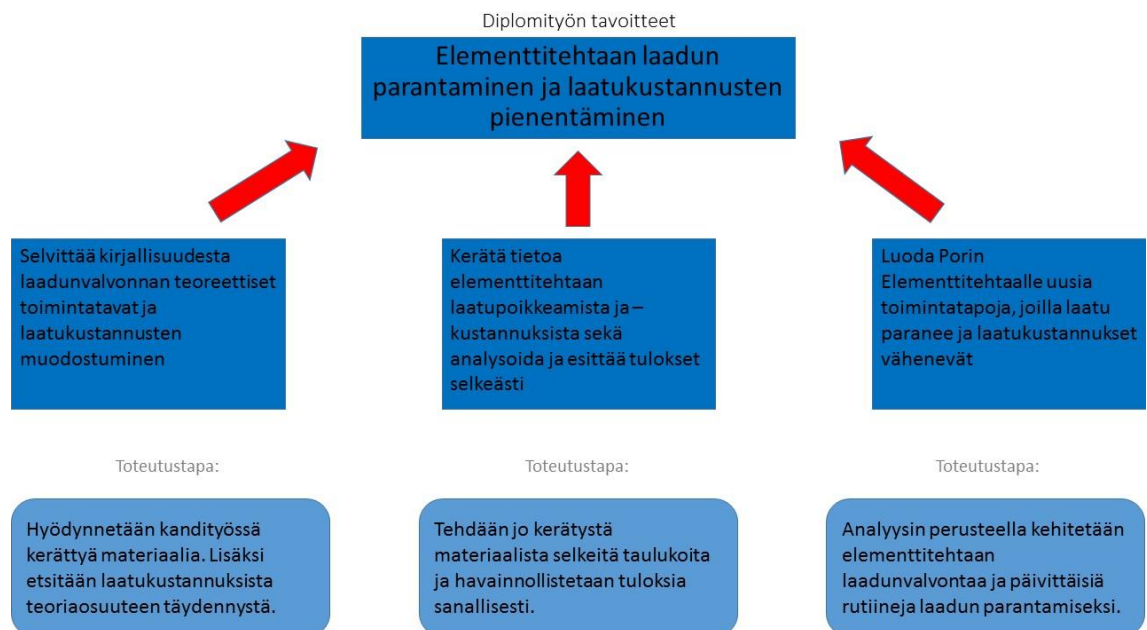 Diplomityön tavoitteet
Elementtitehtaan laadun
parantaminen ja laatukustannusten
pienentäminen
Selvittää kirjallisuudesta
laadunvalvonnan teoreettiset
toimintatavat ja
laatukustannusten
muodostuminen
Kerätä tietoa
elementtitehtaan
laatupoikkeamista ja –
kustannuksista sekä
analysoida ja esittää tulokset
selkeästi
Luoda Porin
Elementtitehtaalle uusia
toimintatapoja, joilla laatu
paranee ja laatukustannukset
vähenevät
Toteutustapa:
Toteutustapa:
Toteutustapa:
Hyödynnetään kandityössä
kerättyä materiaalia. Lisäksi
etsitään laatukustannuksista
teoriaosuuteen täydennystä.
Tehdään jo kerätystä
materiaalista selkeitä taulukoita
ja havainnollistetaan tuloksia
sanallisesti.
Analyysin perusteella kehitetään
elementtitehtaan
laadunvalvontaa ja päivittäisiä
rutiineja laadun parantamiseksi.